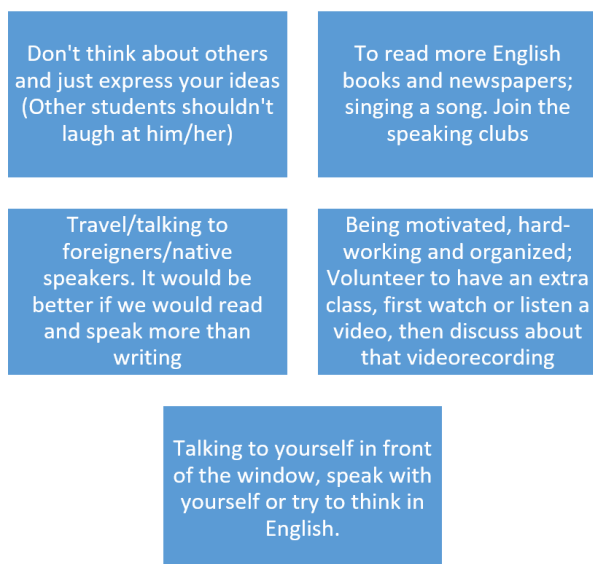 Don't think about others
and just express your ideas
(Other students shouldn't
laugh at him/her)
To read more English
books and newspapers;
singing a song. Join the
speaking clubs
Travel/talking to
foreigners/native
speakers. It would be
better if we would read
and speak more than
writing
Being motivated, hard-
working and organized;
Volunteer to have an extra
class, first watch or listen a
video, then discuss about
that videorecording
Talking to yourself in front
of the window, speak with
yourself or try to think in
English.